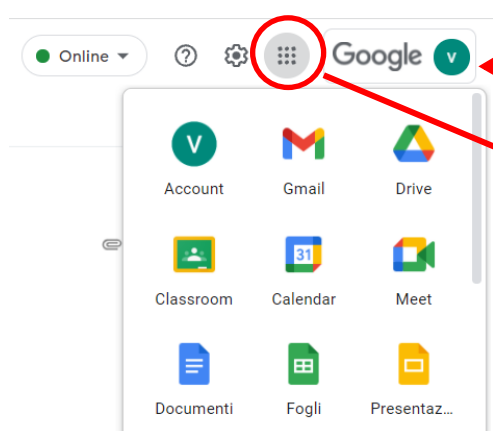 Online Google V
V
Account Gmail Drive
31
Classroom Calendar Meet
Documenti Fogli Presentaz...